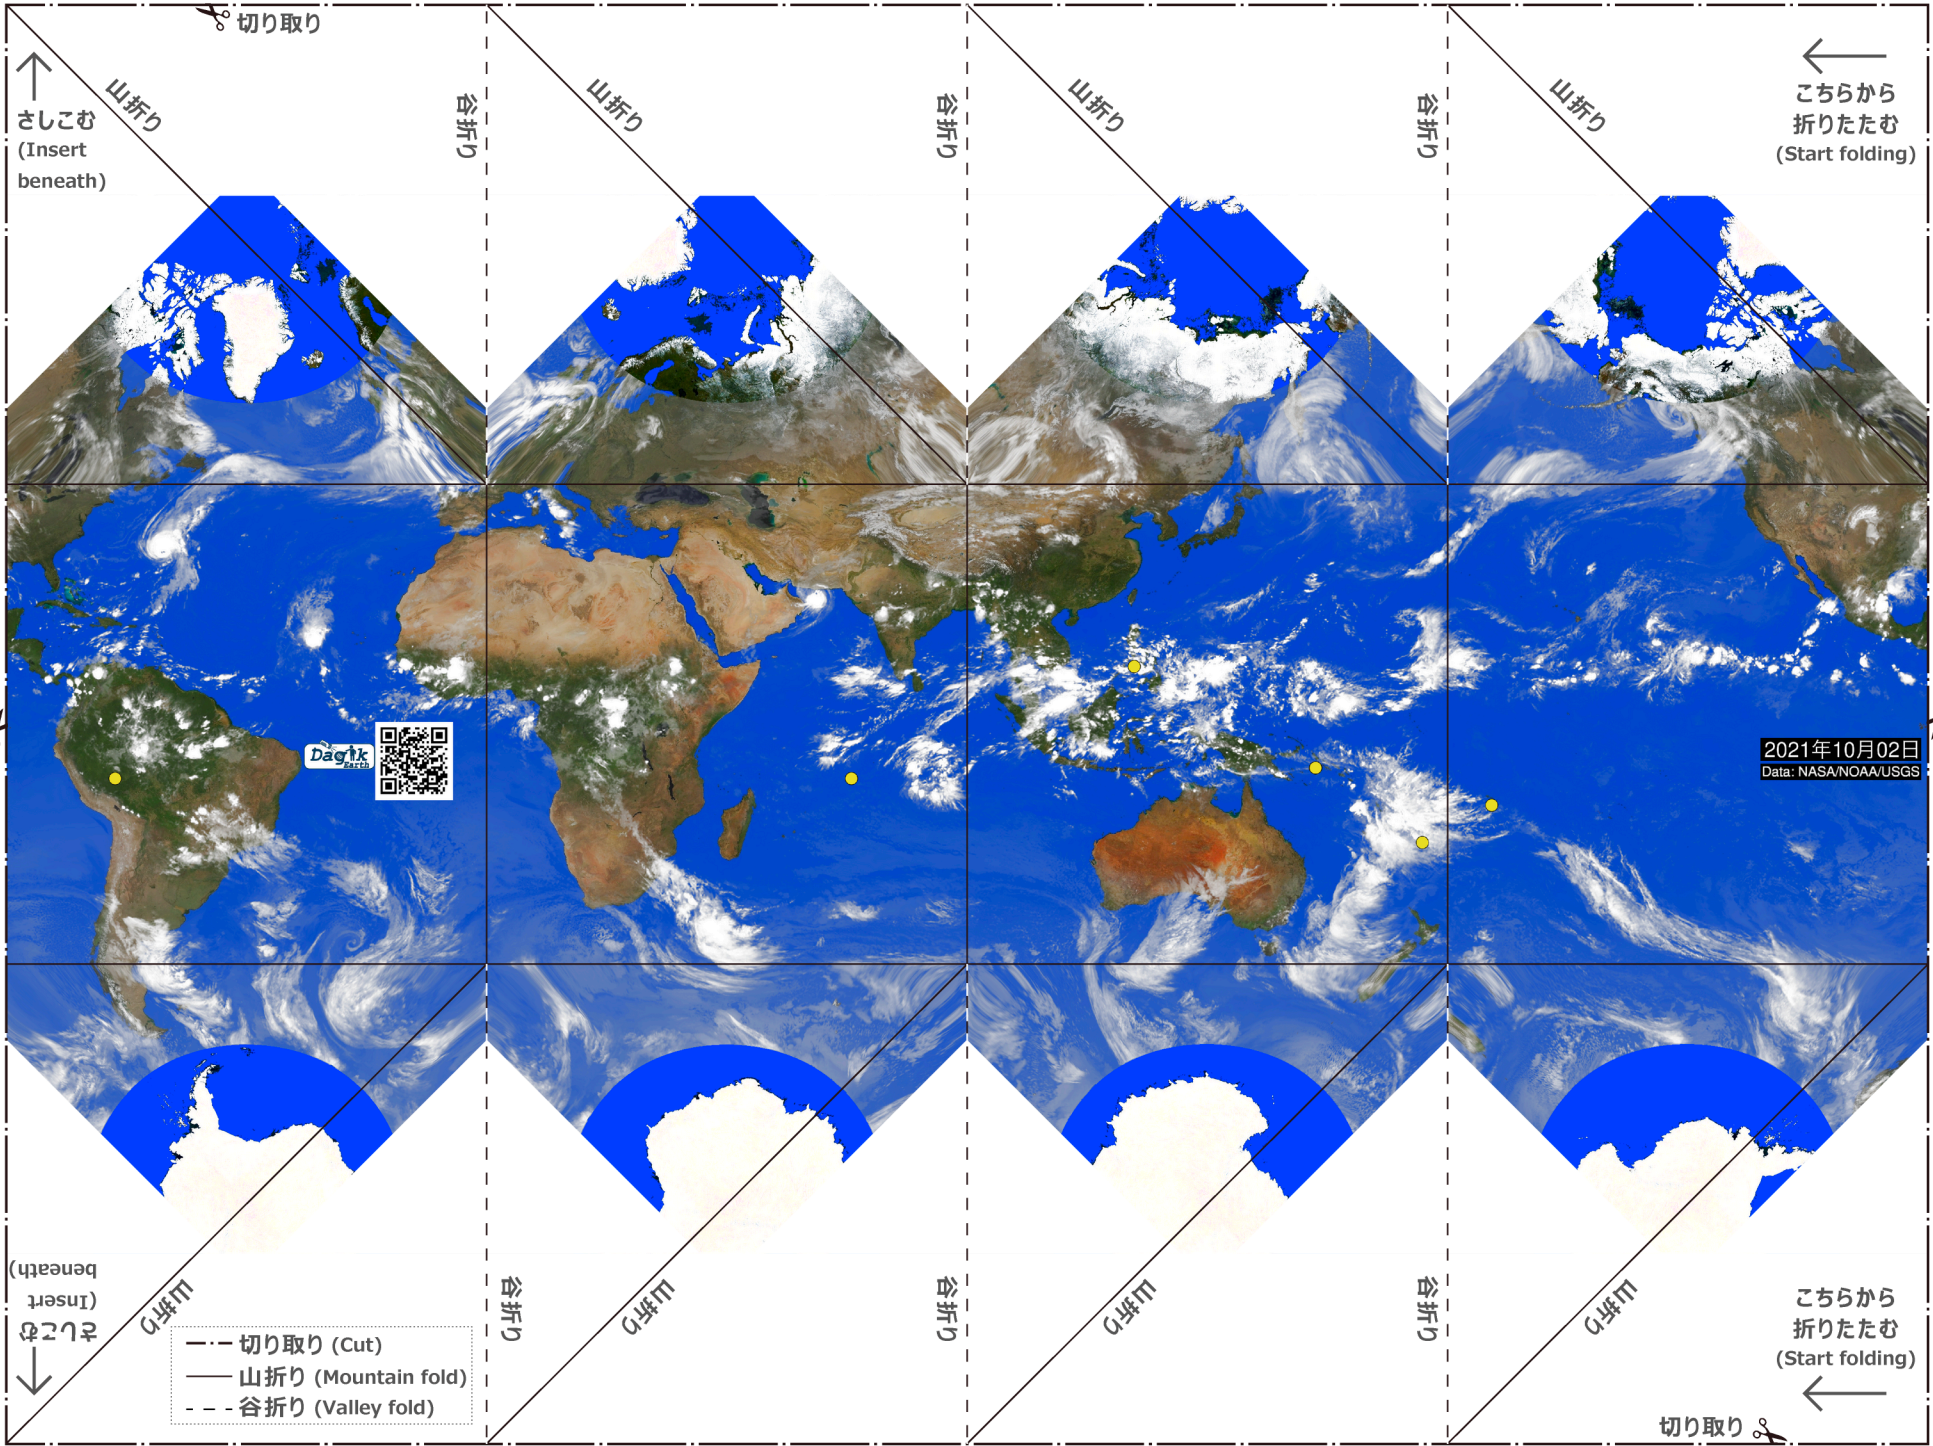 切り取り
山折り
谷折り
山折り
谷折り
山折り
谷折り
山折り
さしこむ
(Insert
beneath)
こちらから
折りたたむ
(Start folding)
Dagik
Earth
2021年10月02日
Data: NASA/NOAA/USGS
さしこむ
(Insert
beneath)
山折り
谷折り
山折り
谷折り
山折り
谷折り
山折り
こちらから
折りたたむ
(Start folding)
切り取り (Cut)
山折り (Mountain fold)
谷折り (Valley fold)
切り取り